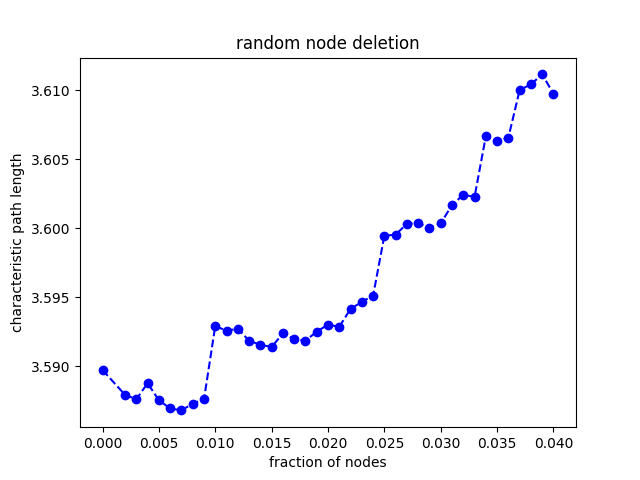 random node deletion
characteristic path length
3.610
3.605
3.600
3.595
3.590
0.000 0.005 0.010 0.015 0.020 0.025 0.030 0.035 0.040
fraction of nodes